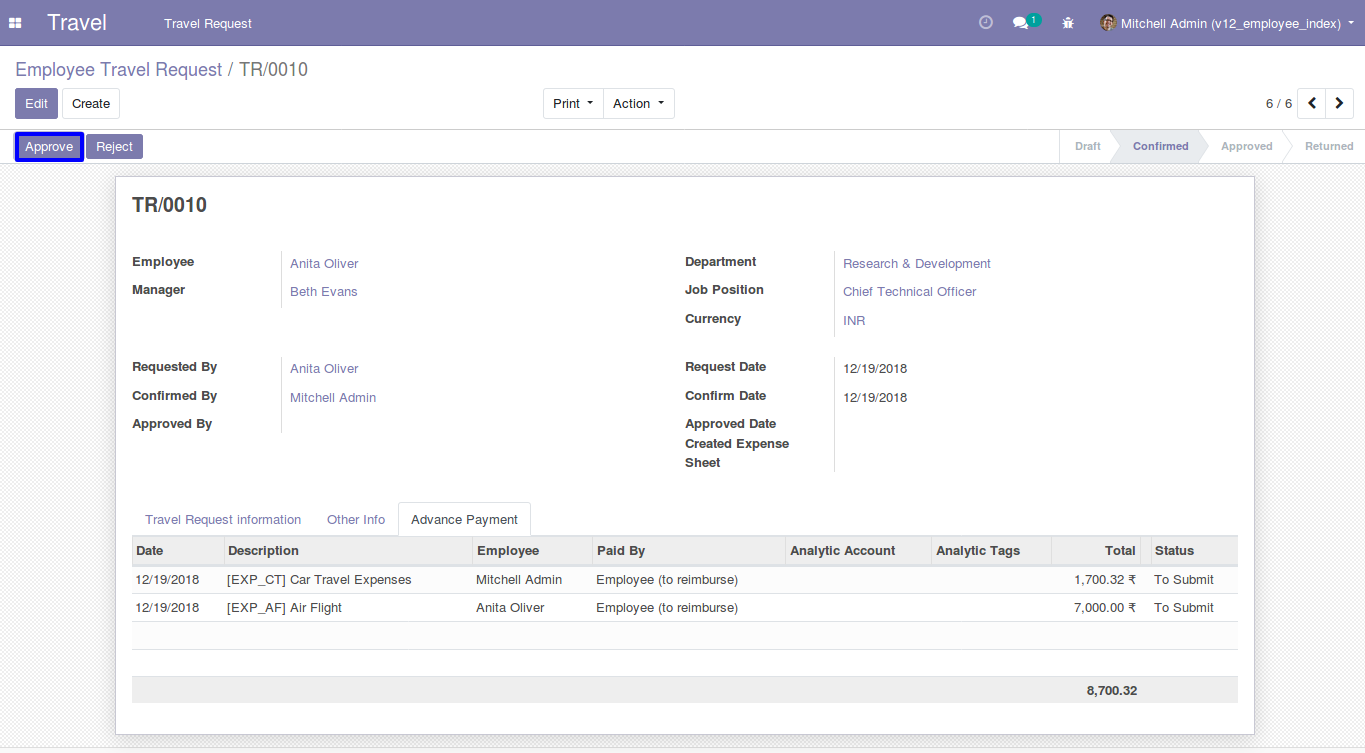 Travel Travel Request 1 Mitchell Admin (v12_employee_index)
Employee Travel Request / TR/0010
Edit Create Print Action 6 / 6
Approve Reject Draft Confirmed Approved Returned
TR/0010
Employee Anita Oliver Department Research & Development
Manager Beth Evans Job Position Chief Technical Officer
Currency INR
Requested By Anita Oliver Request Date 12/19/2018
Confirmed By Mitchell Admin Confirm Date 12/19/2018
Approved By Approved Date
Created Expense
Sheet
Travel Request information Other Info Advance Payment
Date Description Employee Paid By Analytic Account Analytic Tags Total Status
12/19/2018 [EXP_CT] Car Travel Expenses Mitchell Admin Employee (to reimburse) 1,700.32 ₹ To Submit
12/19/2018 [EXP_AF] Air Flight Anita Oliver Employee (to reimburse) 7,000.00 ₹ To Submit
8,700.32